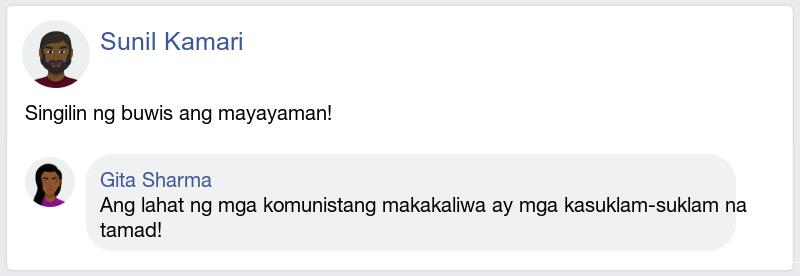 Sunil Kamari
Singilin ng buwis ang mayayaman!
Gita Sharma
Ang lahat ng mga komunistang makakaliwa ay mga kasuklam-suklam na
tamad!